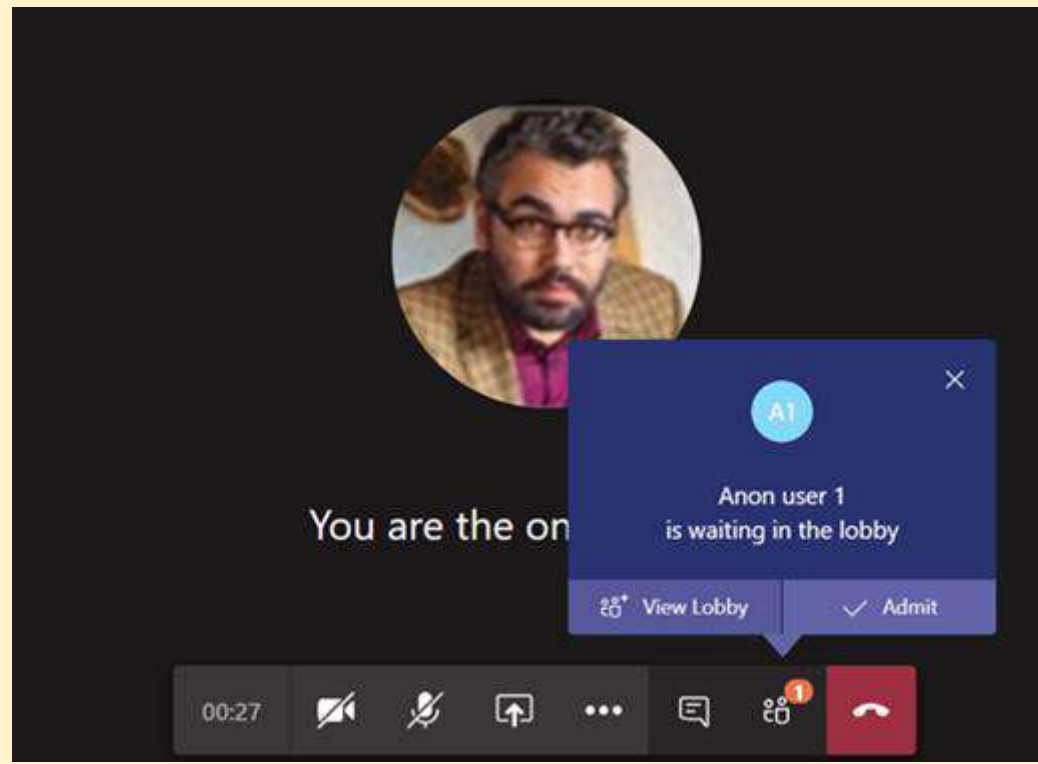 A1
Anon user 1
is waiting in the lobby
You are the on
View Lobby
Admit
00:27
1